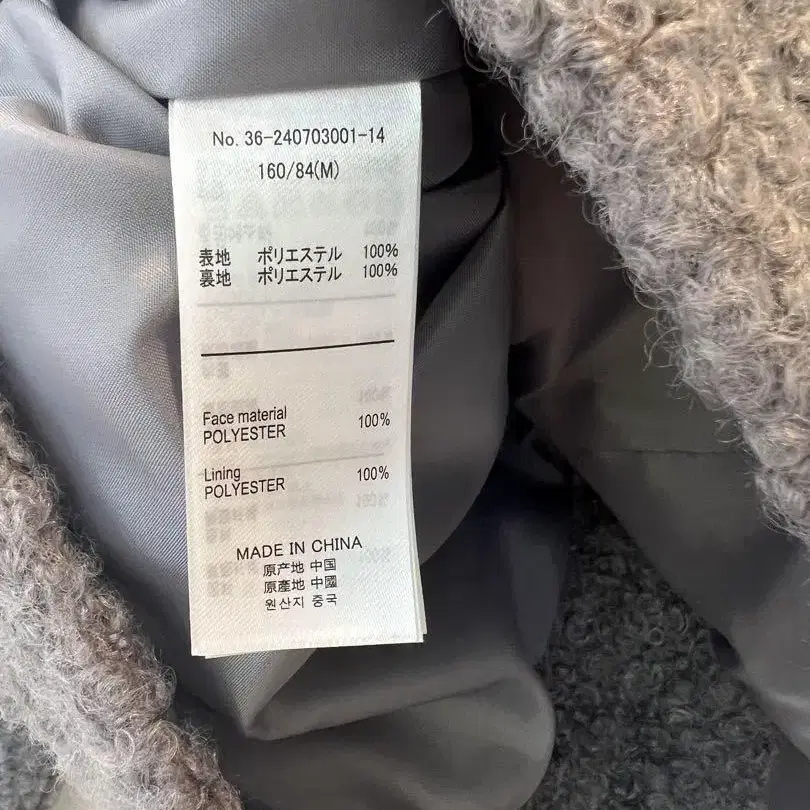 No. 36-240703001-14
160/84(M)
表地 ポリエステル 100%
裏地 ポリエステル 100%
Face material
POLYESTER 100%
Lining
POLYESTER 100%
MADE IN CHINA
原产地 中国
原產地 中國
원산지 중국